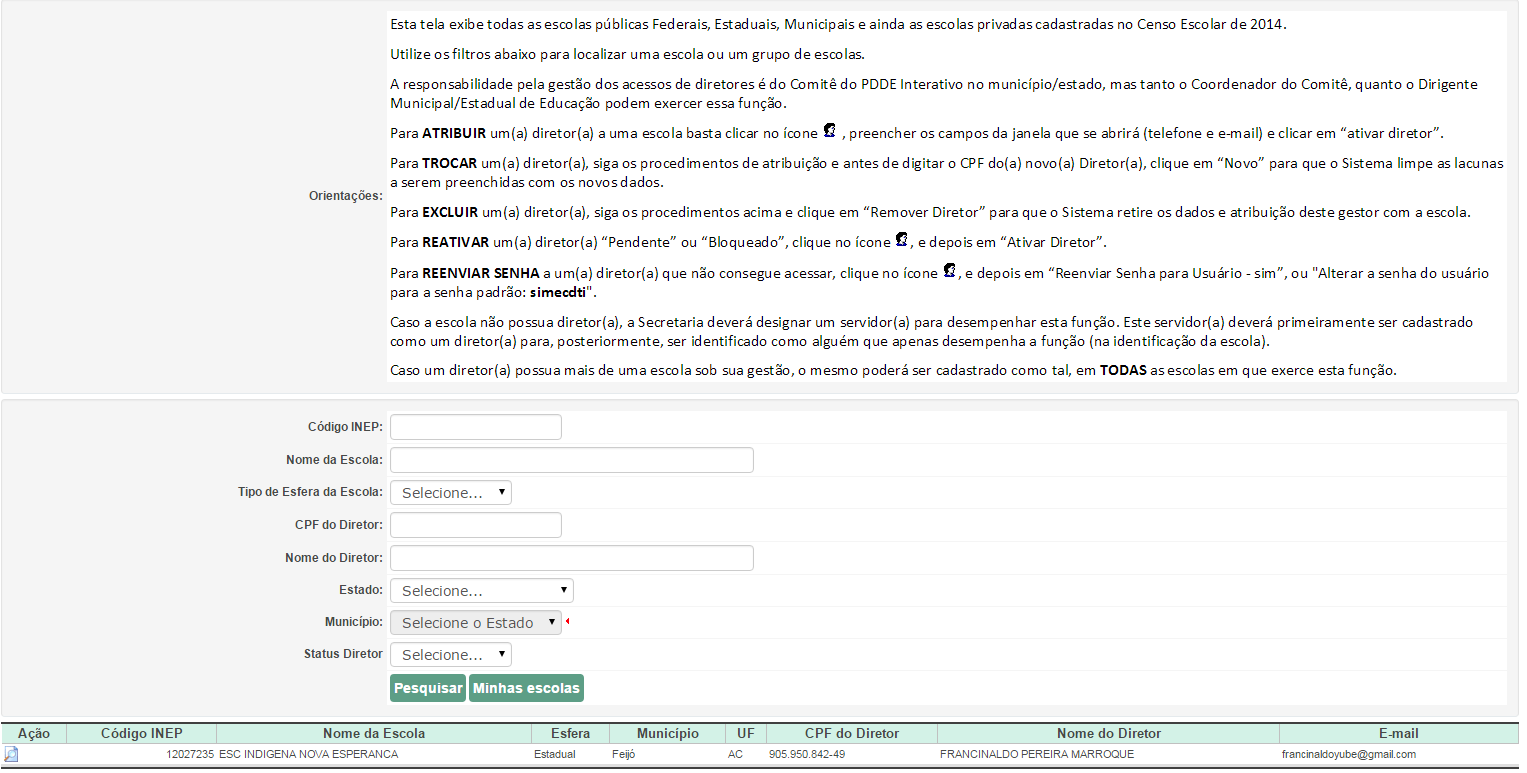 Esta tela exibe todas as escolas públicas Federais, Estaduais, Municipais e ainda as escolas privadas cadastradas no Censo Escolar de 2014.
Utilize os filtros abaixo para localizar uma escola ou um grupo de escolas.
A responsabilidade pela gestão dos acessos de diretores é do Comitê do PDDE Interativo no município/estado, mas tanto o Coordenador do Comitê, quanto o Dirigente
Municipal/Estadual de Educação podem exercer essa função.
Para ATRIBUIR um(a) diretor(a) a uma escola basta clicar no ícone , preencher os campos da janela que se abrirá (telefone e e-mail) e clicar em “ativar diretor”.
Para TROCAR um(a) diretor(a), siga os procedimentos de atribuição e antes de digitar o CPF do(a) novo(a) Diretor(a), clique em “Novo” para que o Sistema limpe as lacunas
a serem preenchidas com os novos dados.
Orientações:
Para EXCLUIR um(a) diretor(a), siga os procedimentos acima e clique em “Remover Diretor” para que o Sistema retire os dados e atribuição deste gestor com a escola.
Para REATIVAR um(a) diretor(a) “Pendente” ou “Bloqueado”, clique no ícone , e depois em “Ativar Diretor”.
Para REENVIAR SENHA a um(a) diretor(a) que não consegue acessar, clique no ícone , e depois em “Reenviar Senha para Usuário - sim”, ou "Alterar a senha do usuário
para a senha padrão: simecdti".
Caso a escola não possua diretor(a), a Secretaria deverá designar um servidor(a) para desempenhar esta função. Este servidor(a) deverá primeiramente ser cadastrado
como um diretor(a) para, posteriormente, ser identificado como alguém que apenas desempenha a função (na identificação da escola).
Caso um diretor(a) possua mais de uma escola sob sua gestão, o mesmo poderá ser cadastrado como tal, em TODAS as escolas em que exerce esta função.
Código INEP:
Nome da Escola:
Tipo de Esfera da Escola: Selecione...
CPF do Diretor:
Nome do Diretor:
Estado: Selecione...
Município: Selecione o Estado
Status Diretor Selecione...
Pesquisar Minhas escolas
Ação Código INEP Nome da Escola Esfera Município UF CPF do Diretor Nome do Diretor E-mail
12027235 ESC INDIGENA NOVA ESPERANCA Estadual Feijó AC 905.950.842-49 FRANCINALDO PEREIRA MARROQUE francinaldoyube@gmail.com